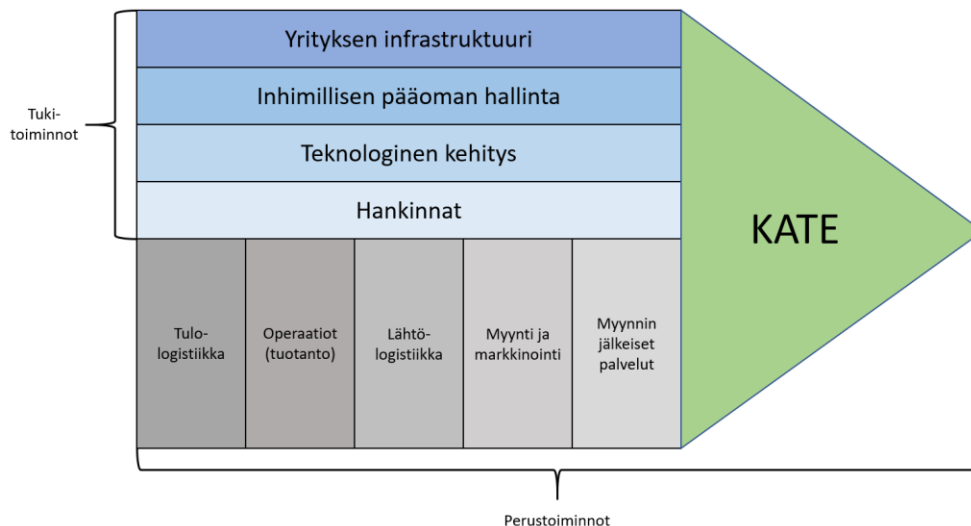 Yrityksen infrastruktuuri
Inhimillisen pääoman hallinta
Teknologinen kehitys
Hankinnat
Tuki-
toiminnot
KATE
Tulo-
logistiikka
Operaatiot
(tuotanto)
Lähtö-
logistiikka
Myynti ja
markkinointi
Myynnin
jälkeiset
palvelut
Perustoiminnot